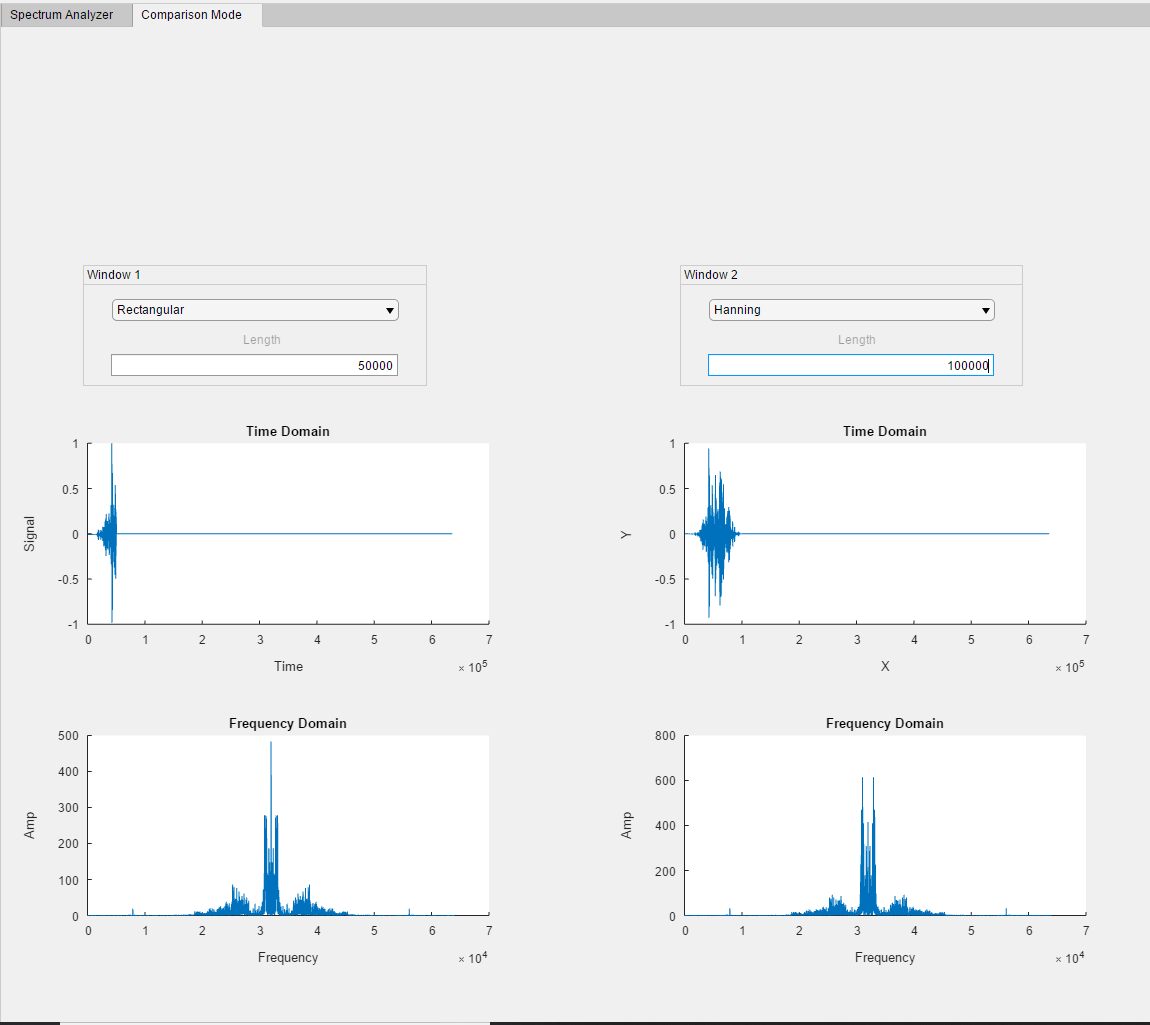 Spectrum Analyzer Comparison Mode
Window 1
Rectangular
Length
50000
Window 2
Hanning
Length
100000
Time Domain
1
0.5
0
-0.5
-1
Signal
0 1 2 3 4 5 6 7
Time
× 10^5
Time Domain
1
0.5
0
-0.5
-1
Y
0 1 2 3 4 5 6 7
X
× 10^5
Frequency Domain
500
400
300
200
100
0
Amp
0 1 2 3 4 5 6 7
Frequency
× 10^4
Frequency Domain
800
600
400
200
0
Amp
0 1 2 3 4 5 6 7
Frequency
× 10^4